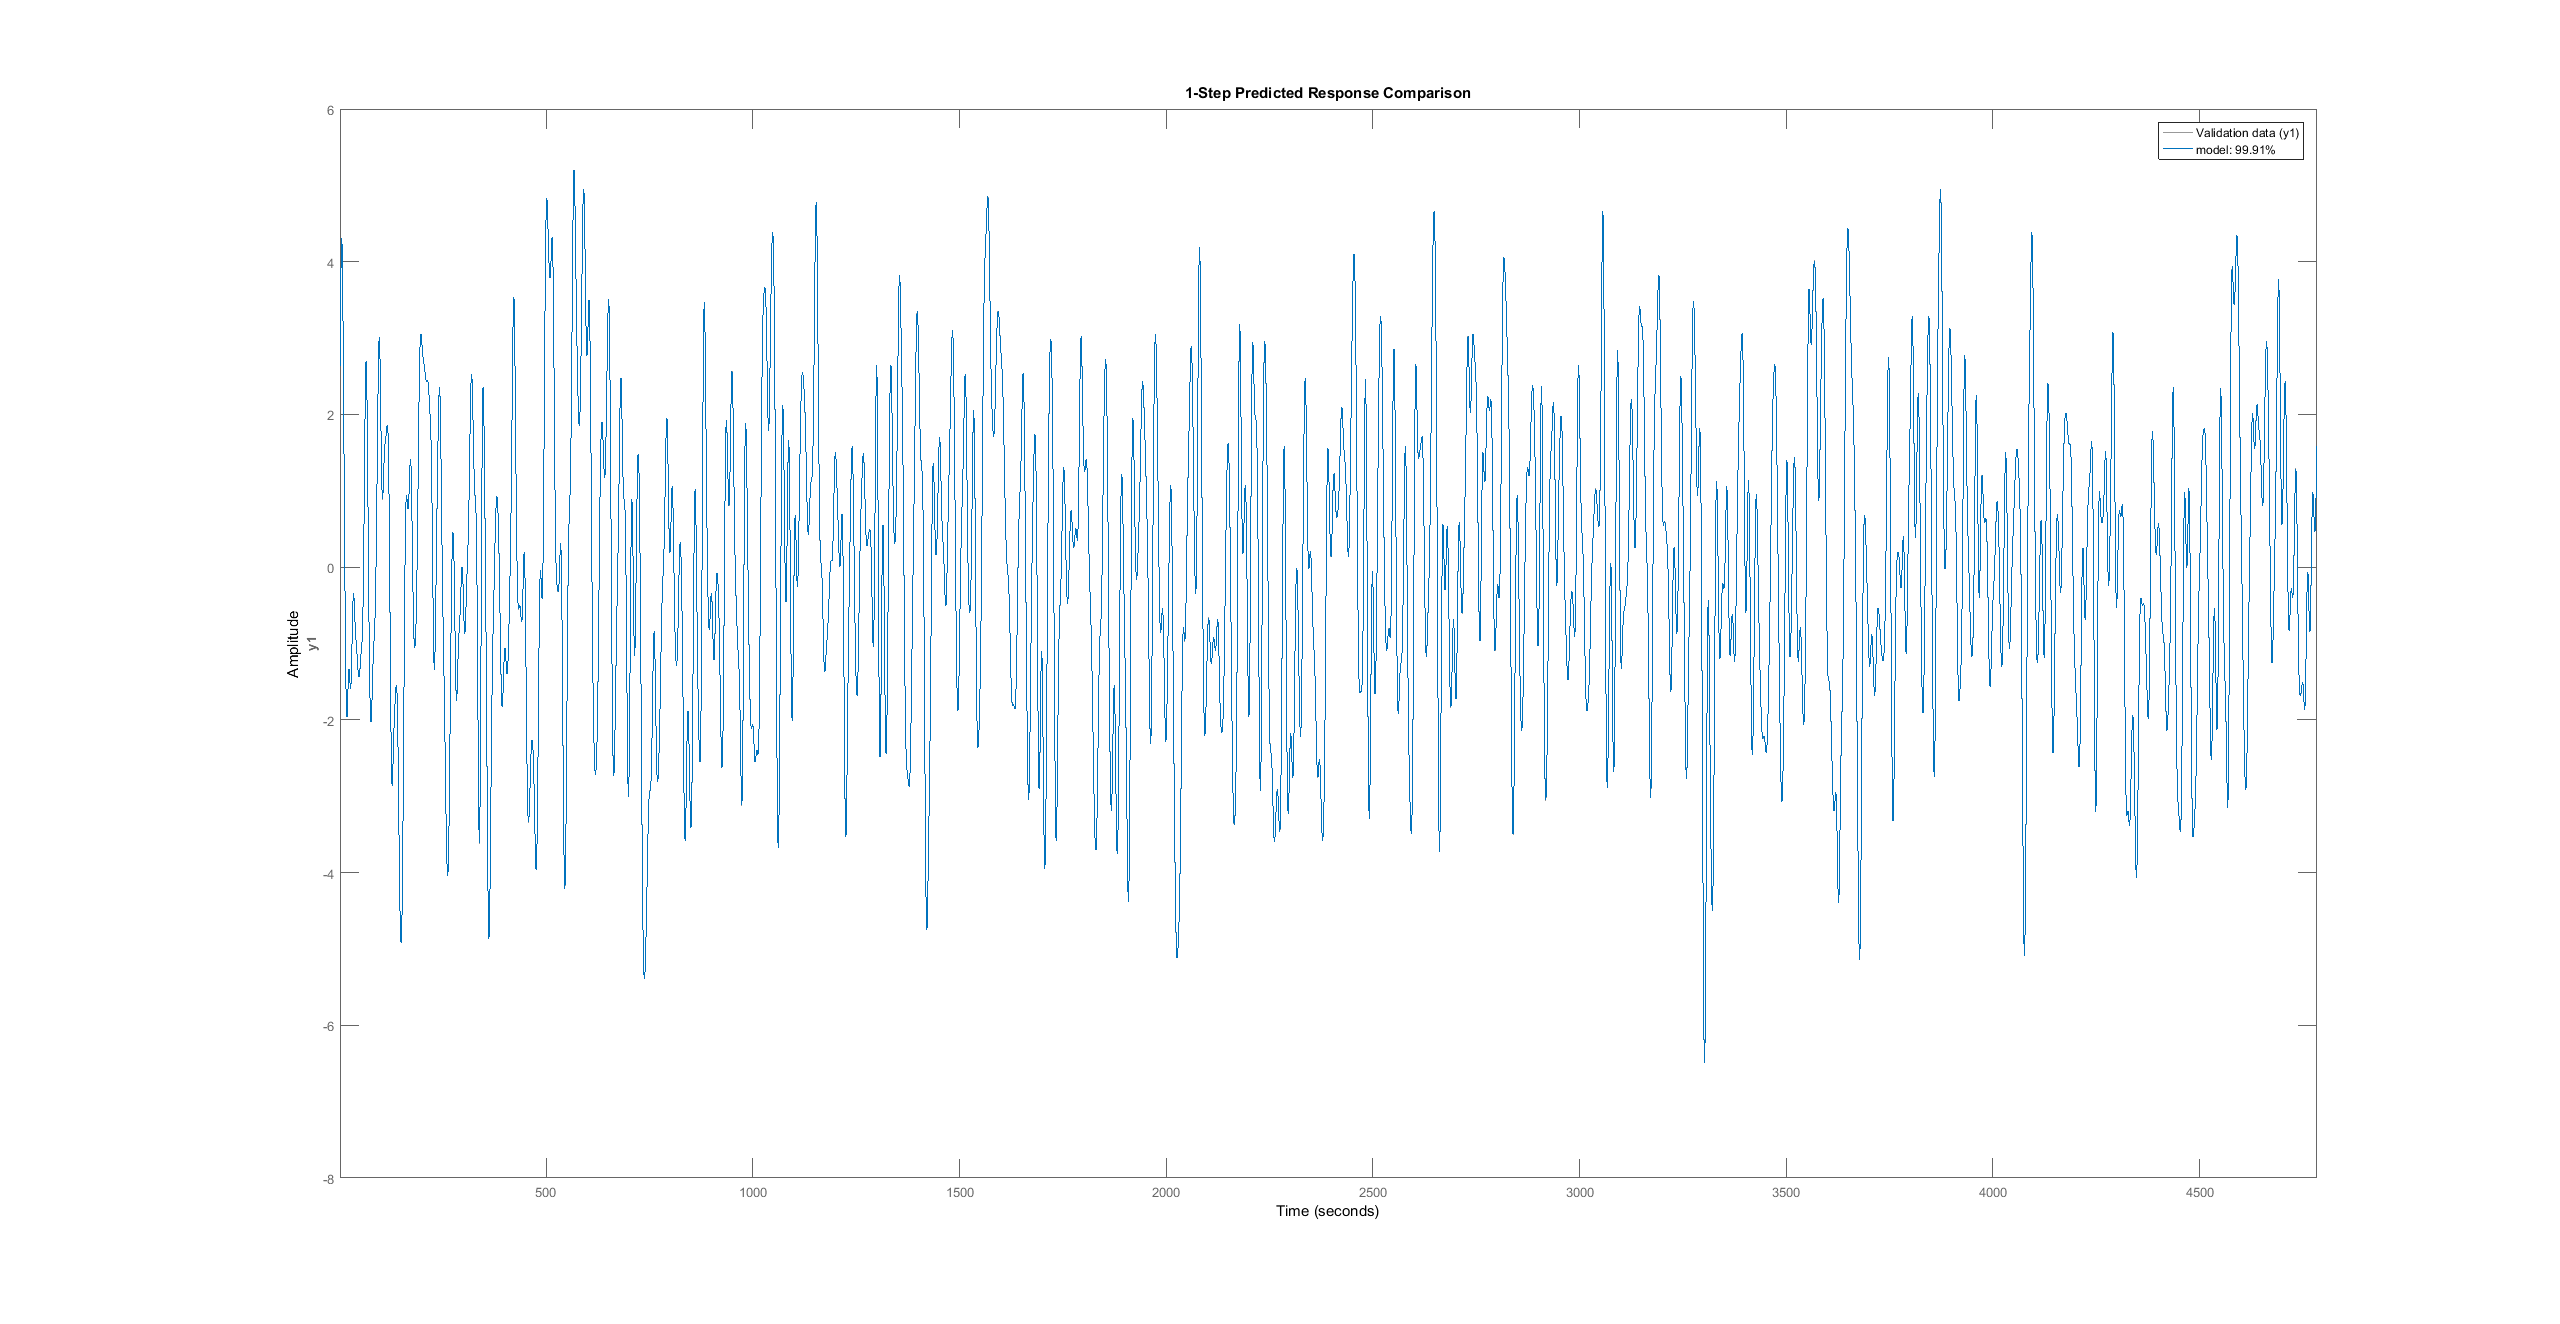 1-Step Predicted Response Comparison
Validation data (y1)
model: 99.91%
6
4
2
0
-2
-4
-6
-8
Amplitude
y1
500 1000 1500 2000 2500 3000 3500 4000 4500
Time (seconds)